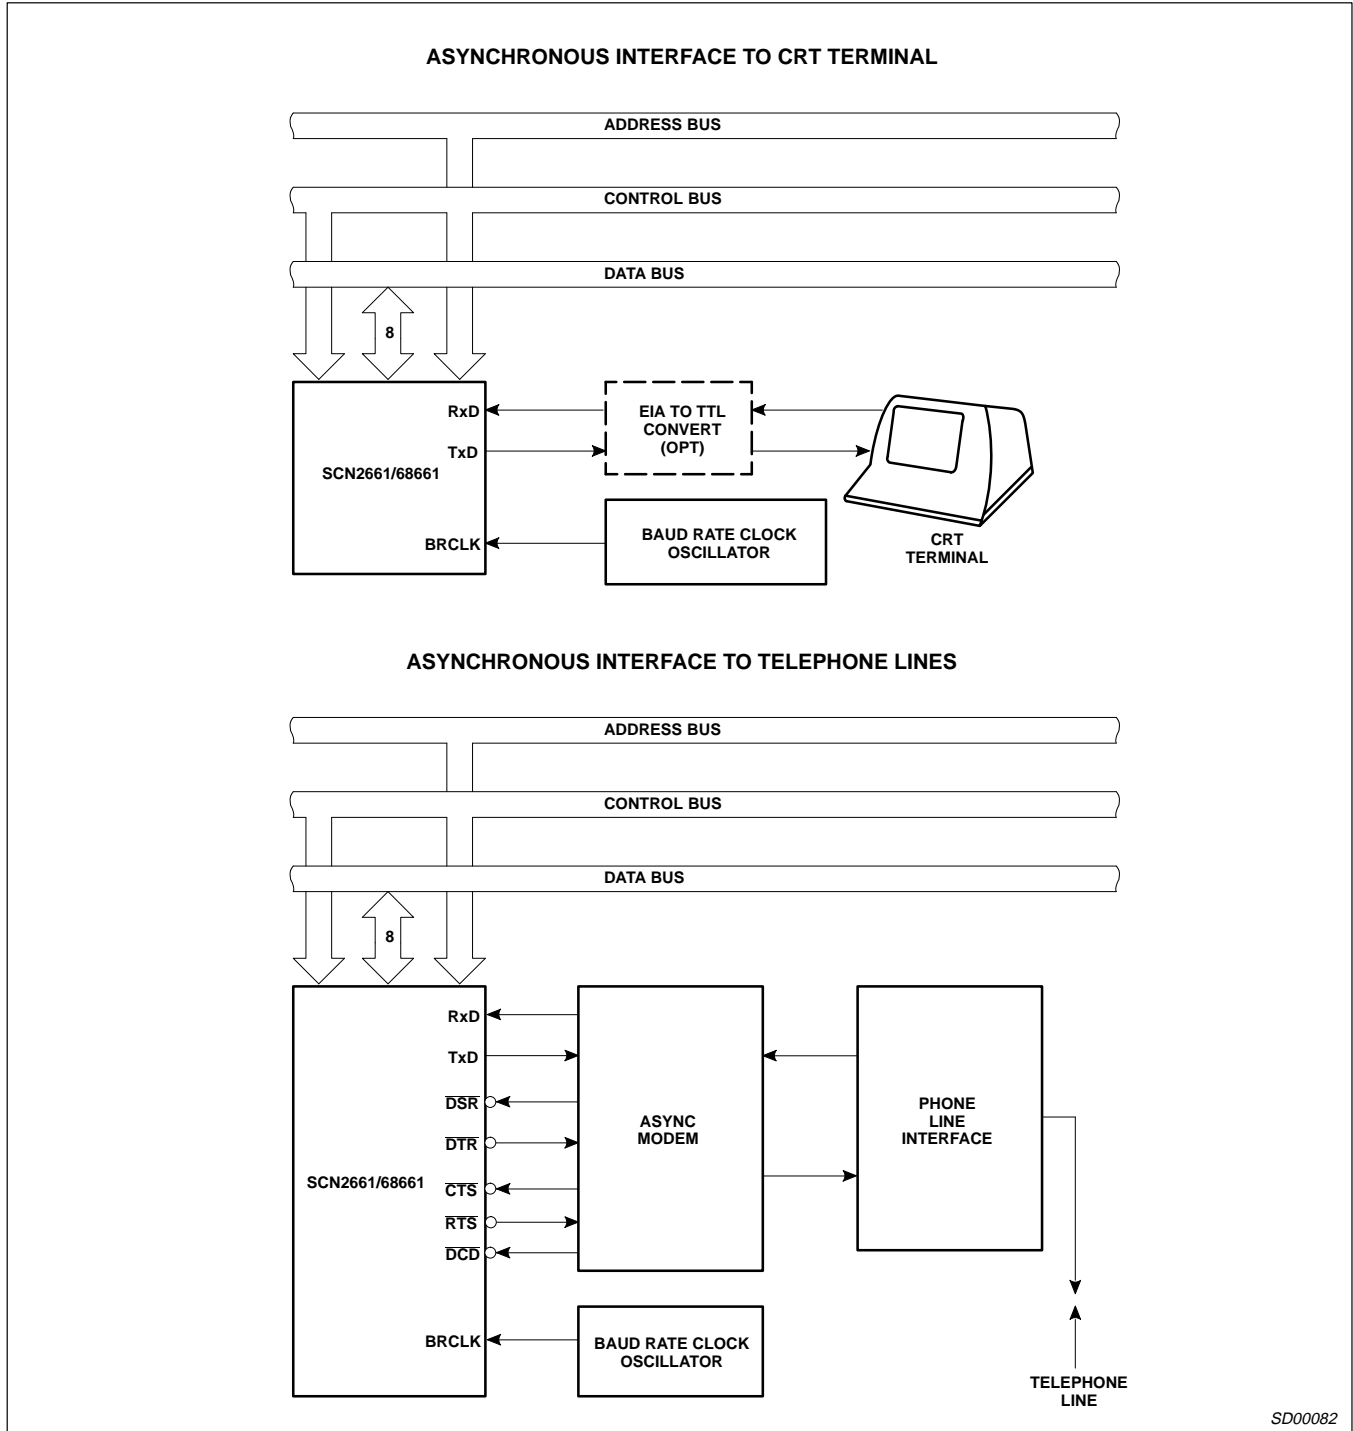 ASYNCHRONOUS INTERFACE TO CRT TERMINAL
ADDRESS BUS
CONTROL BUS
DATA BUS
8
RxD
TxD
SCN2661/68661
BRCLK
EIA TO TTL
CONVERT
(OPT)
BAUD RATE CLOCK
OSCILLATOR
CRT
TERMINAL
ASYNCHRONOUS INTERFACE TO TELEPHONE LINES
ADDRESS BUS
CONTROL BUS
DATA BUS
8
RxD
TxD
DSR
DTR
SCN2661/68661
CTS
RTS
DCD
BRCLK
ASYNC
MODEM
PHONE
LINE
INTERFACE
BAUD RATE CLOCK
OSCILLATOR
TELEPHONE
LINE
SD00082